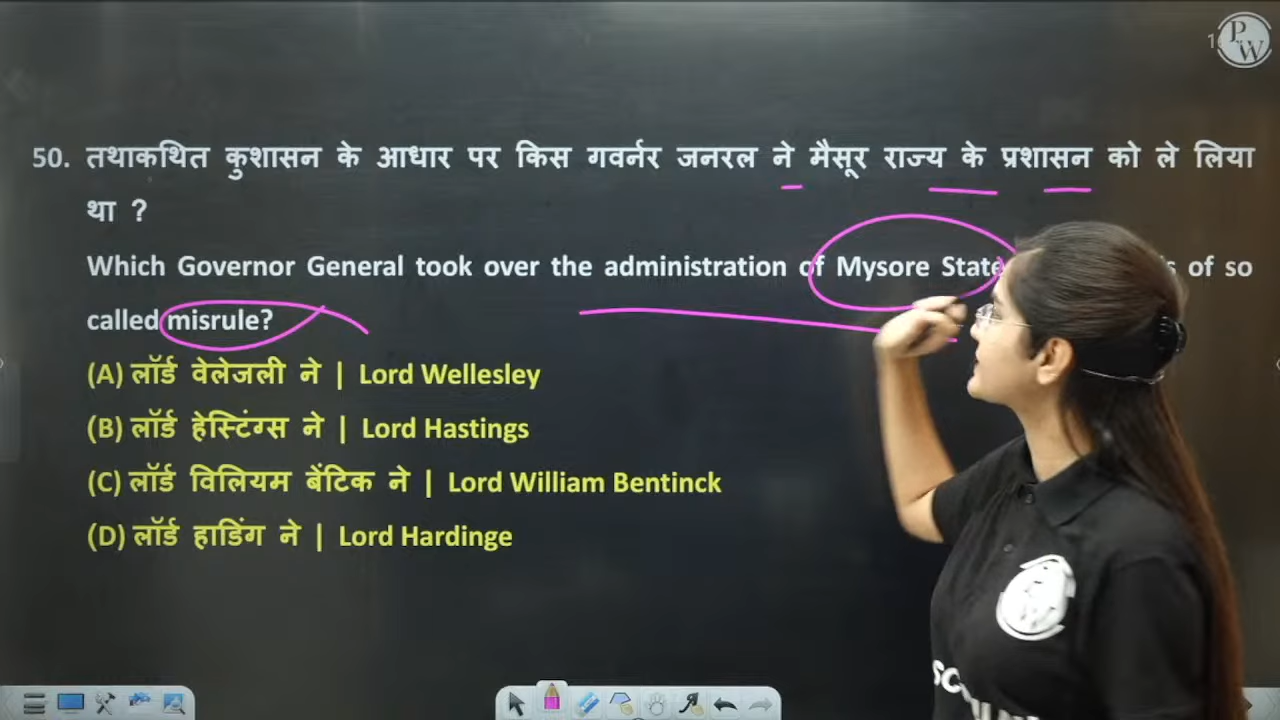 PW
50. तथाकथित कुशासन के आधार पर किस गवर्नर जनरल ने मैसूर राज्य के प्रशासन को ले लिया
था ?
Which Governor General took over the administration of Mysore State of so
called misrule?
(A) लॉर्ड वेलेजली ने | Lord Wellesley
(B) लॉर्ड हेस्टिंग्स ने | Lord Hastings
(C) लॉर्ड विलियम बेंटिक ने | Lord William Bentinck
(D) लॉर्ड हार्डिंग ने | Lord Hardinge